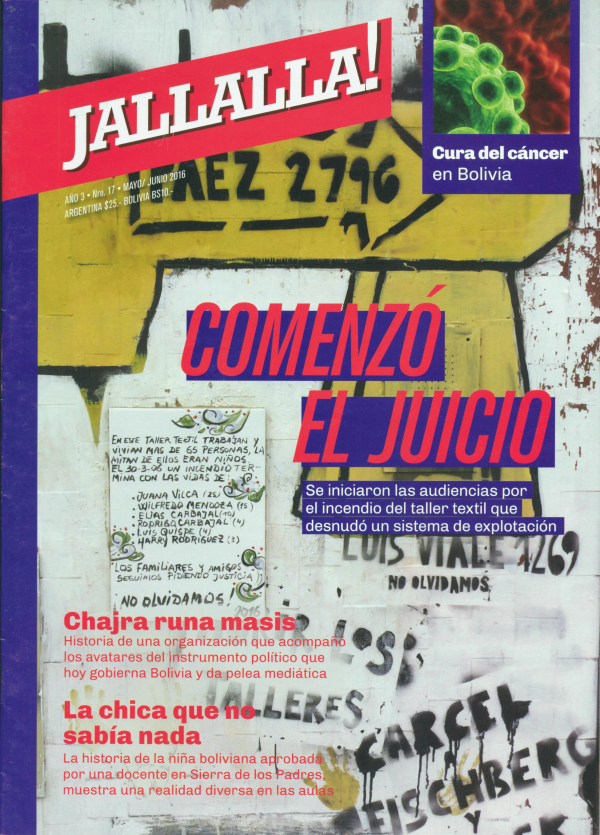 JALLALLA!
AÑO 3 • Nro. 17 • MAYO/ JUNIO 2016
ARGENTINA $25.- BOLIVIA BS10.-
Cura del cáncer
en Bolivia
PAEZ 2796
COMENZÓ
EL JUICIO
Se iniciaron las audiencias por
el incendio del taller textil que
desnudó un sistema de explotación
EN ESTE TALLER TEXTIL TRABAJAN Y
VIVIAN MAS DE 65 PERSONAS, LA
MITAN DE ELLOS ERAN NIÑOS.
EL 30-3-06 UN INCENDIO TER-
MINA CON LAS VIDAS DE
• JUANA VILCA (25)
• WILFREDO MENDOZA (15)
• ELIAS CARBAJAL (10)
• RODRIGO CARBAJAL (4)
• LUIS QUISPE (4)
• HARRY RODRIGUEZ (3)
LOS FAMILIARES Y AMIGOS
SEGUIMOS PIDIENDO JUSTICIA
NO OLVIDAMOS!
2016
LUIS VIALE 1269
NO OLVIDAMOS
Chajra runa masis
Historia de una organización que acompañó
los avatares del instrumento político que
hoy gobierna Bolivia y da pelea mediática
LOS
TALLERES
La chica que no
sabía nada
La historia de la niña boliviana aprobada
por una docente en Sierra de los Padres,
muestra una realidad diversa en las aulas
CARCEL
A
FISCHBERG
Y